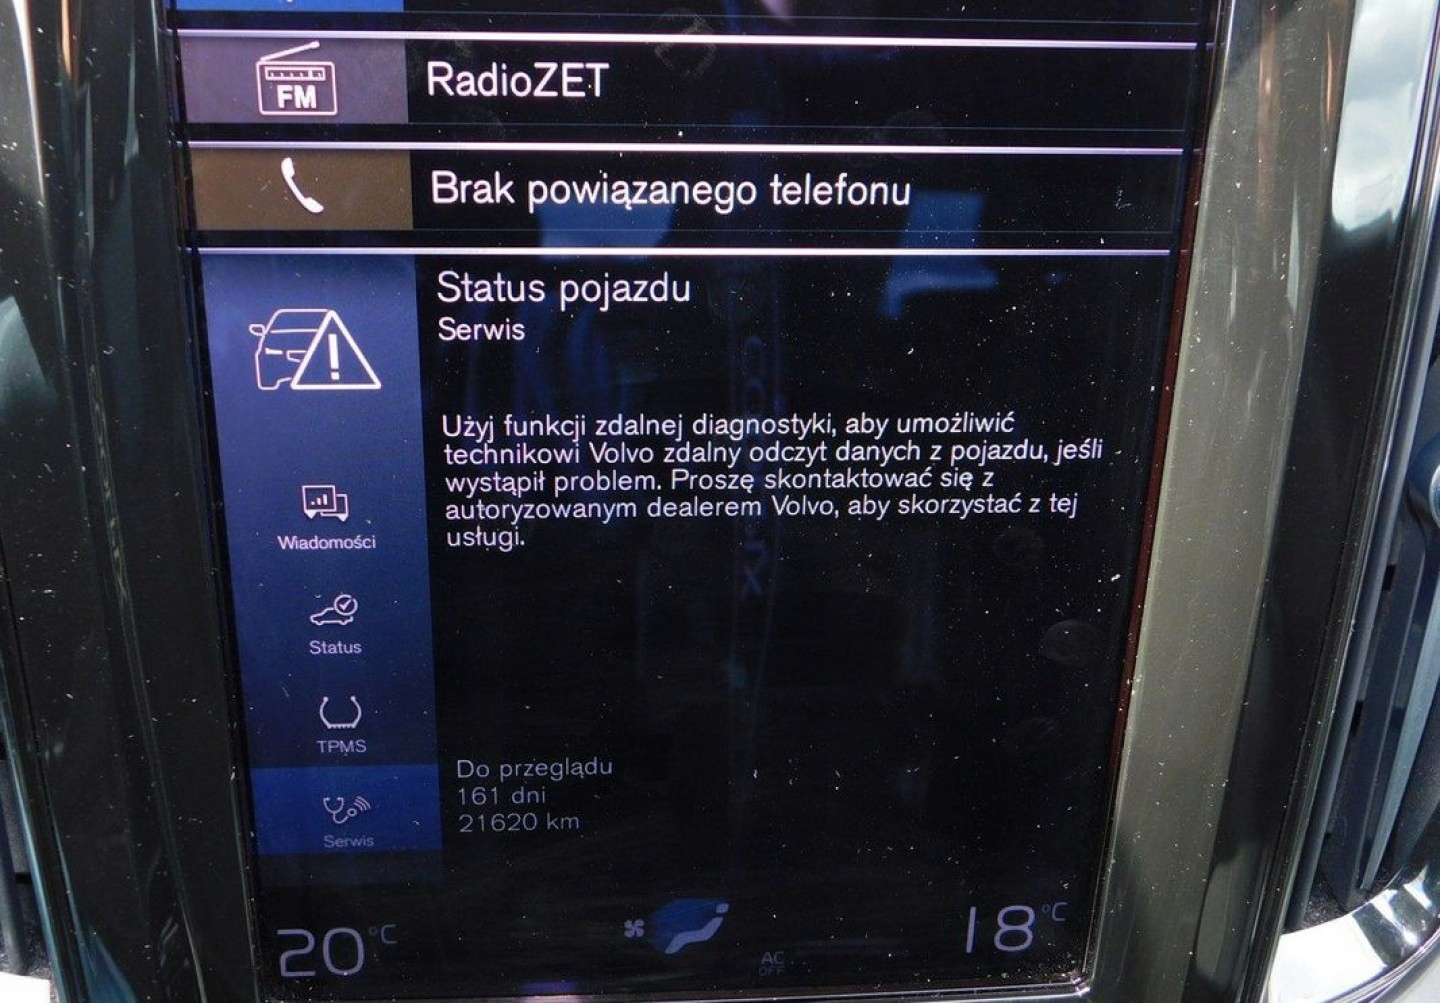 FM
RadioZET
Brak powiązanego telefonu
Status pojazdu
Serwis
Użyj funkcji zdalnej diagnostyki, aby umożliwić
technikowi Volvo zdalny odczyt danych z pojazdu, jeśli
wystąpił problem. Proszę skontaktować się z
autoryzowanym dealerem Volvo, aby skorzystać z tej
usługi.
Wiadomości
Status
TPMS
Serwis
Do przeglądu
161 dni
21620 km
20 °C
AC
OFF
18 °C